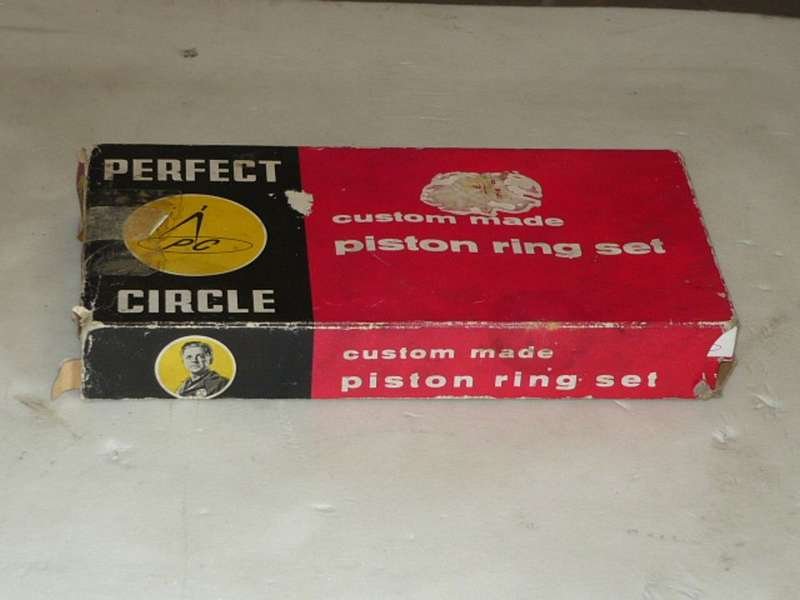 PERFECT
PC
CIRCLE
custom made
piston ring set
custom made
piston ring set